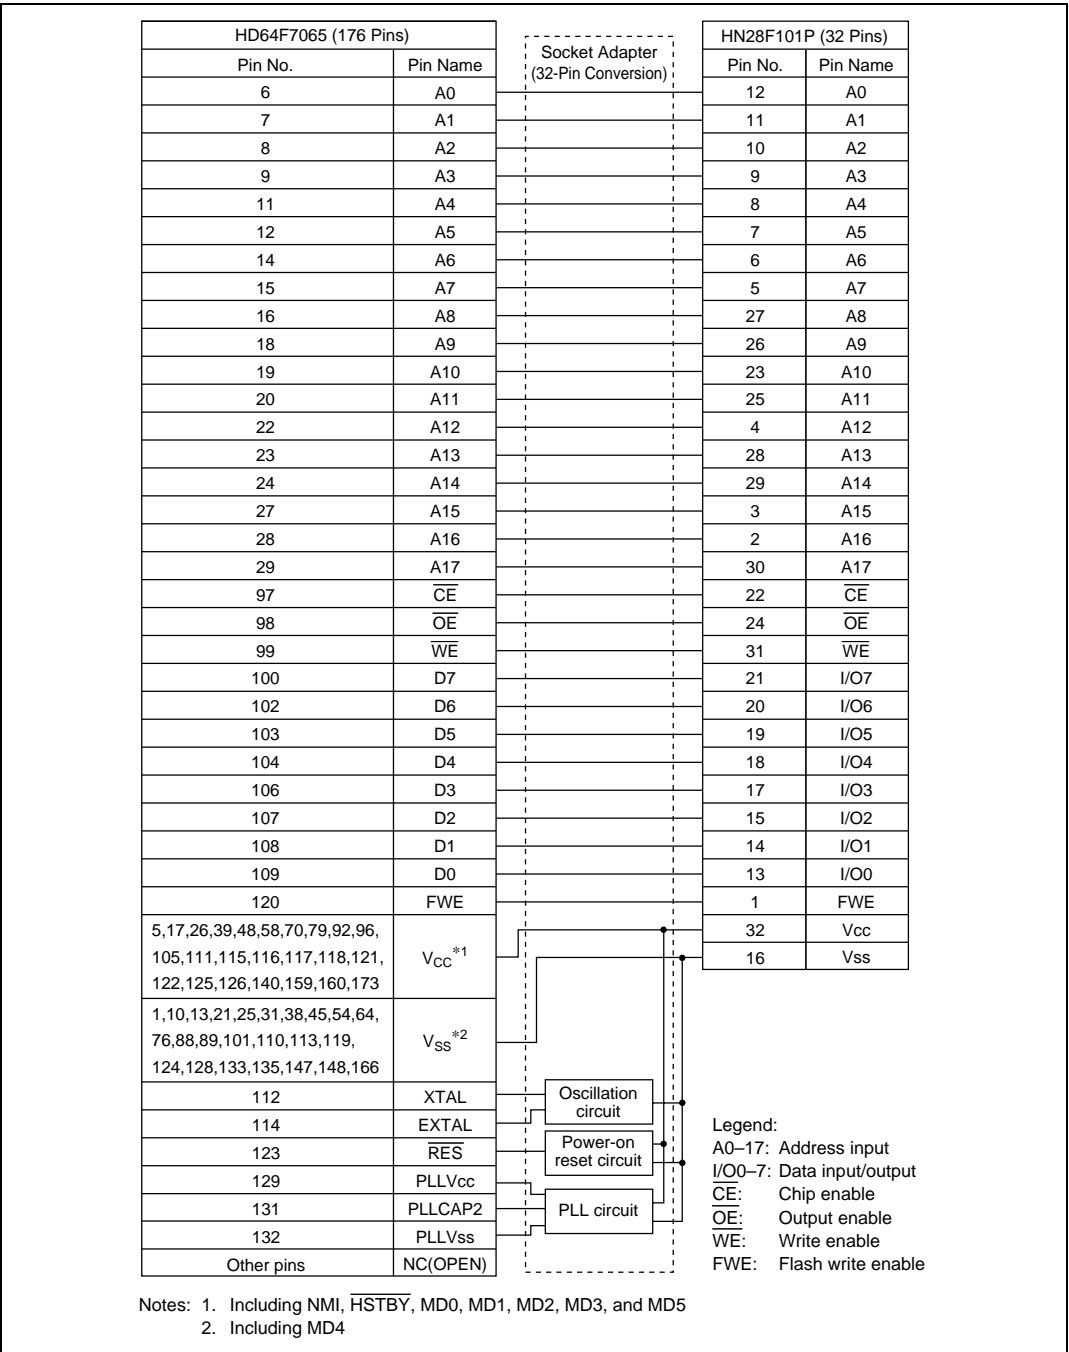 HD64F7065 (176 Pins)
Socket Adapter
(32-Pin Conversion)
HN28F101P (32 Pins)
Pin No. Pin Name Pin No. Pin Name
6 A0 12 A0
7 A1 11 A1
8 A2 10 A2
9 A3 9 A3
11 A4 8 A4
12 A5 7 A5
14 A6 6 A6
15 A7 5 A7
16 A8 27 A8
18 A9 26 A9
19 A10 23 A10
20 A11 25 A11
22 A12 4 A12
23 A13 28 A13
24 A14 29 A14
27 A15 3 A15
28 A16 2 A16
29 A17 30 A17
97 C̅E̅ 22 C̅E̅
98 O̅E̅ 24 O̅E̅
99 W̅E̅ 31 W̅E̅
100 D7 21 I/O7
102 D6 20 I/O6
103 D5 19 I/O5
104 D4 18 I/O4
106 D3 17 I/O3
107 D2 15 I/O2
108 D1 14 I/O1
109 D0 13 I/O0
120 FWE 1 FWE
5,17,26,39,48,58,70,79,92,96,
105,111,115,116,117,118,121,
122,125,126,140,159,160,173
VCC*1
32 Vcc
16 Vss
1,10,13,21,25,31,38,45,54,64,
76,88,89,101,110,113,119,
124,128,133,135,147,148,166
VSS*2
112 XTAL
114 EXTAL
Oscillation
circuit
123 R̅E̅S̅
Power-on
reset circuit
129 PLLVcc
131 PLLCAP2
132 PLLVss
PLL circuit
Other pins NC(OPEN)
Legend:
A0–17: Address input
I/O0–7: Data input/output
C̅E̅: Chip enable
O̅E̅: Output enable
W̅E̅: Write enable
FWE: Flash write enable
Notes: 1. Including NMI, H̅S̅T̅B̅Y̅, MD0, MD1, MD2, MD3, and MD5
2. Including MD4